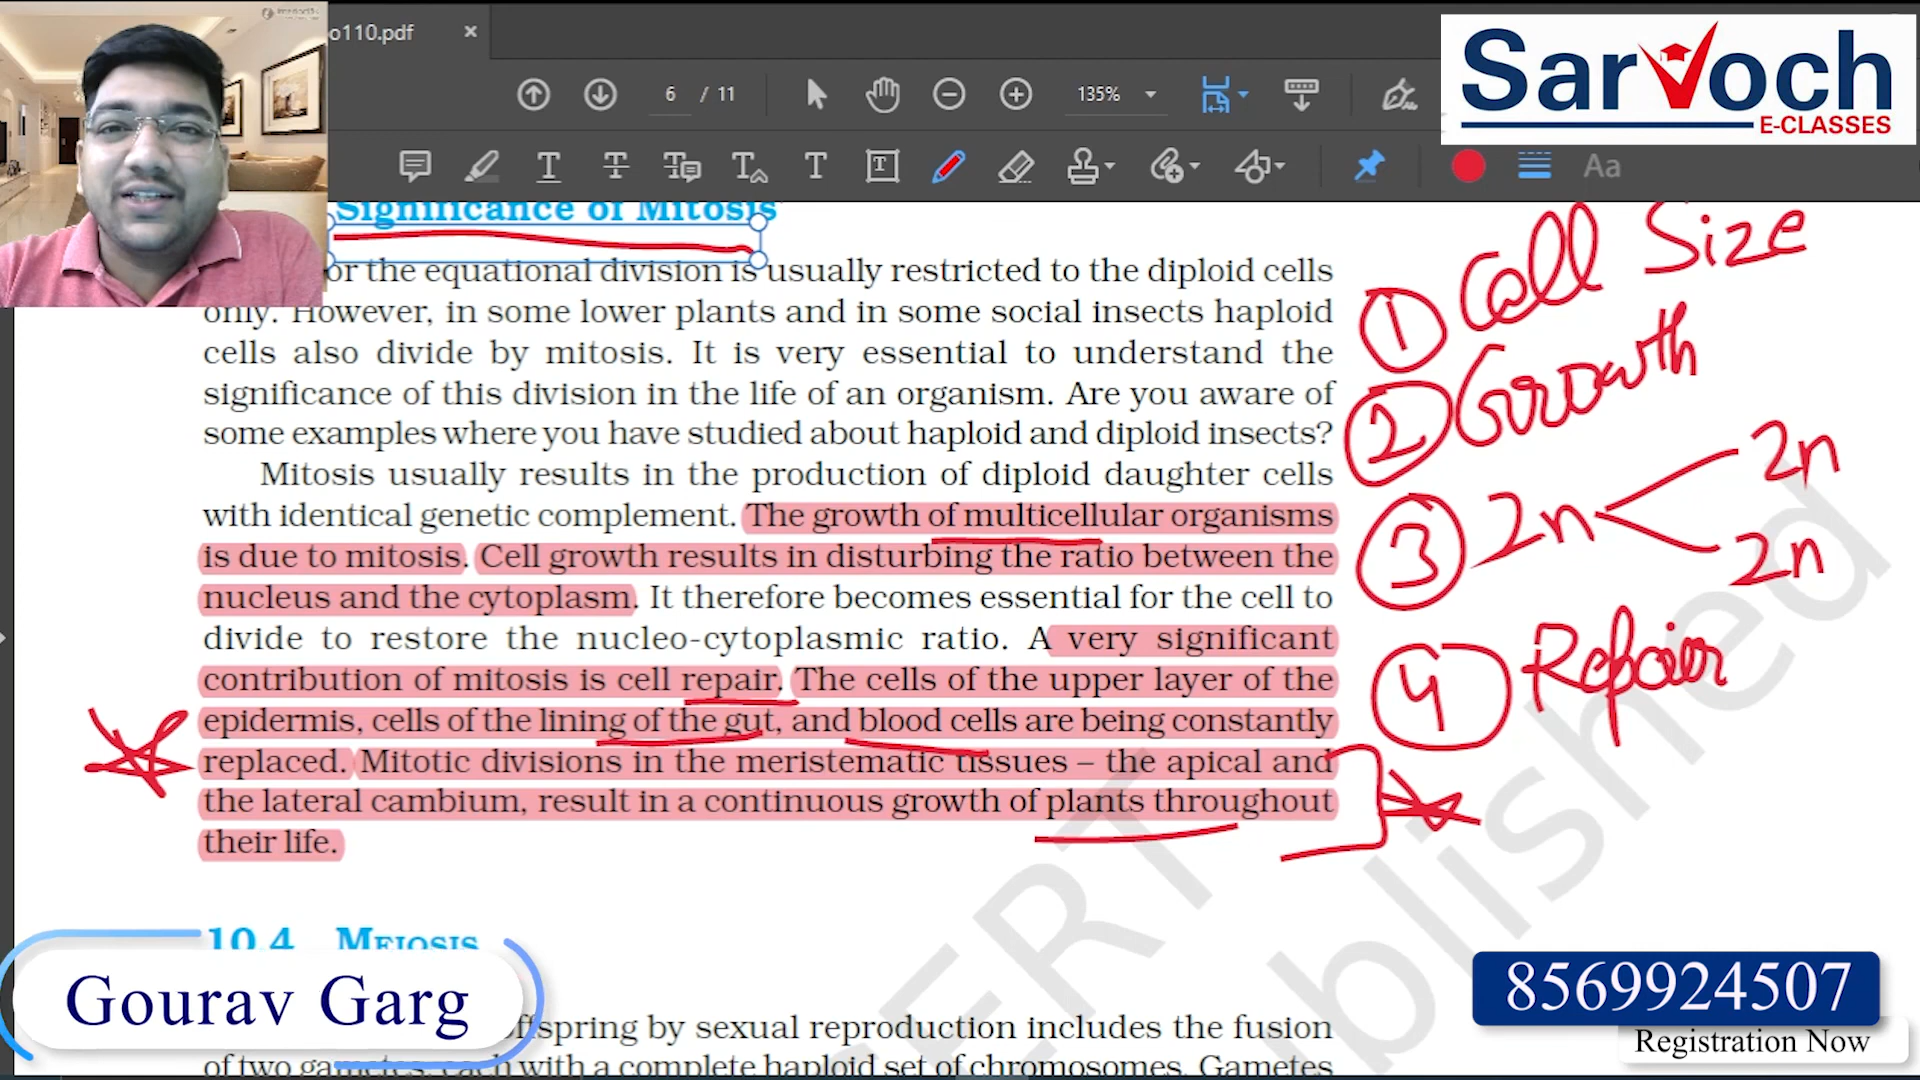 o110.pdf ×
6 / 11
135%
Aa
Sarvoch
E-CLASSES
Significance of Mitosis
or the equational division is usually restricted to the diploid cells
only. However, in some lower plants and in some social insects haploid
cells also divide by mitosis. It is very essential to understand the
significance of this division in the life of an organism. Are you aware of
some examples where you have studied about haploid and diploid insects?
Mitosis usually results in the production of diploid daughter cells
with identical genetic complement. The growth of multicellular organisms
is due to mitosis. Cell growth results in disturbing the ratio between the
nucleus and the cytoplasm. It therefore becomes essential for the cell to
divide to restore the nucleo-cytoplasmic ratio. A very significant
contribution of mitosis is cell repair. The cells of the upper layer of the
epidermis, cells of the lining of the gut, and blood cells are being constantly
replaced. Mitotic divisions in the meristematic tissues – the apical and
the lateral cambium, result in a continuous growth of plants throughout
their life.
1 Cell Size
2 Growth
3 2n 2n
2n
4 Repair
10.4 MEIOSIS
offspring by sexual reproduction includes the fusion
of two gametes, each with a complete haploid set of chromosomes. Gametes
Gourav Garg
8569924507
Registration Now
ERT
blished